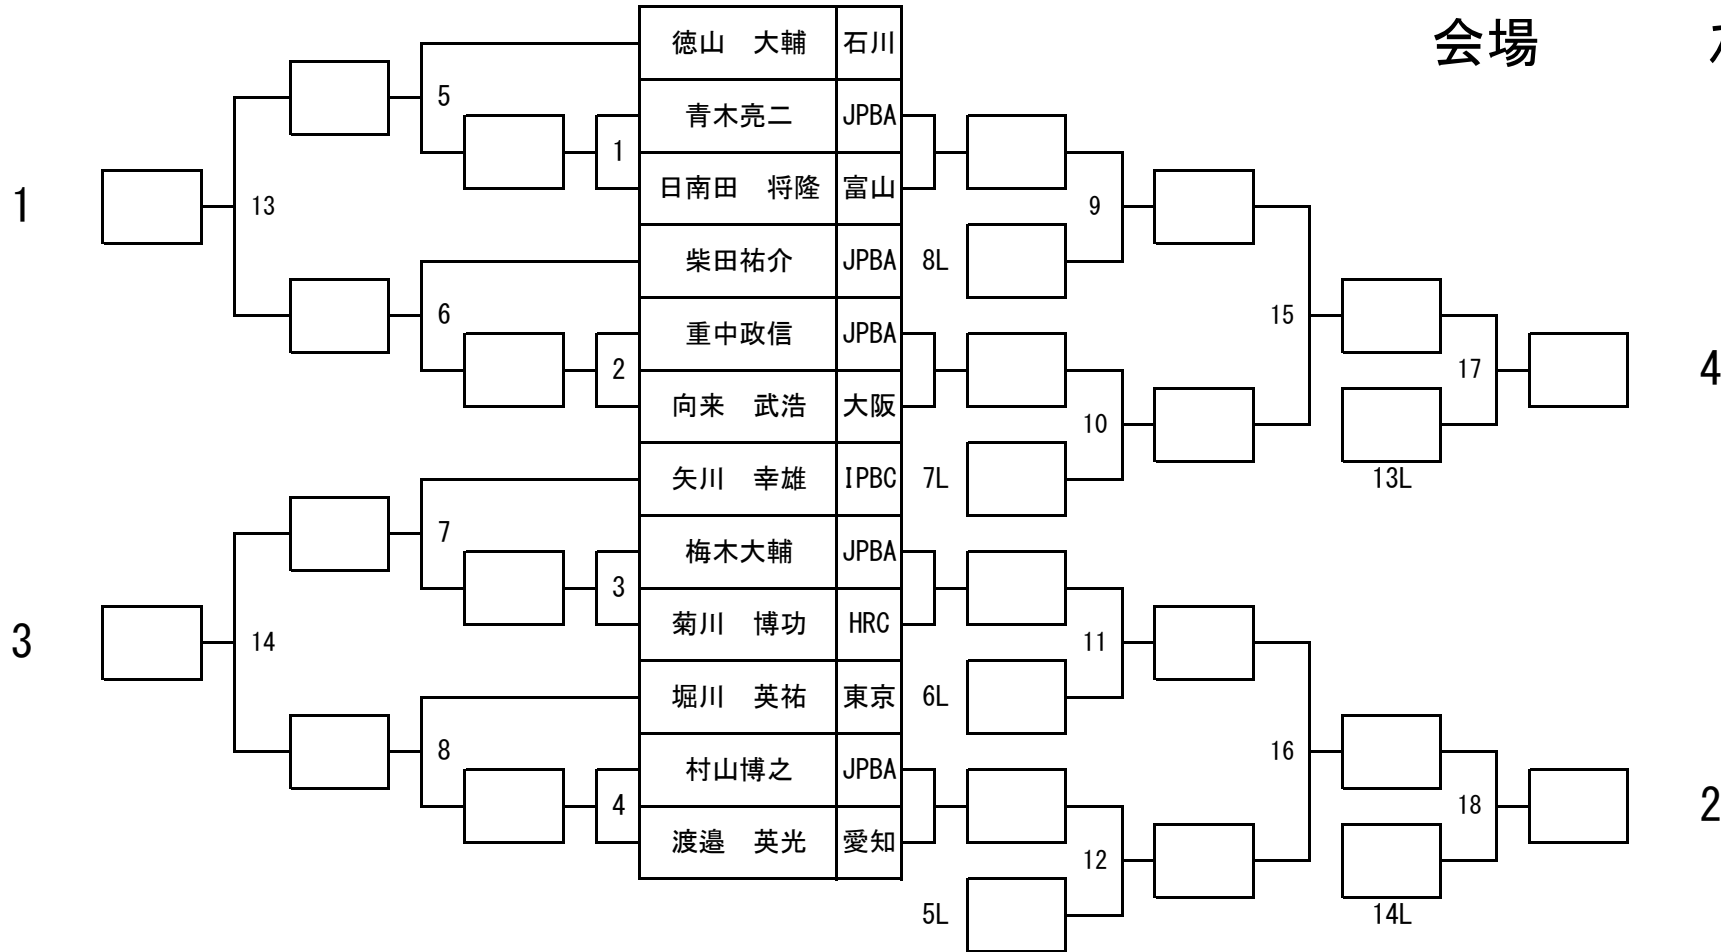 会場
徳山　大輔 石川
5
青木亮二 JPBA
1
日南田　将隆 富山
1 13 9
柴田祐介 JPBA 8L
6 15
重中政信 JPBA
2 17 4
向来　武浩 大阪
10
矢川　幸雄 IPBC 7L 13L
7
梅木大輔 JPBA
3
菊川　博功 HRC
3 14 11
堀川　英祐 東京 6L
8 16
村山博之 JPBA
4 18 2
渡邉　英光 愛知
12
5L 14L